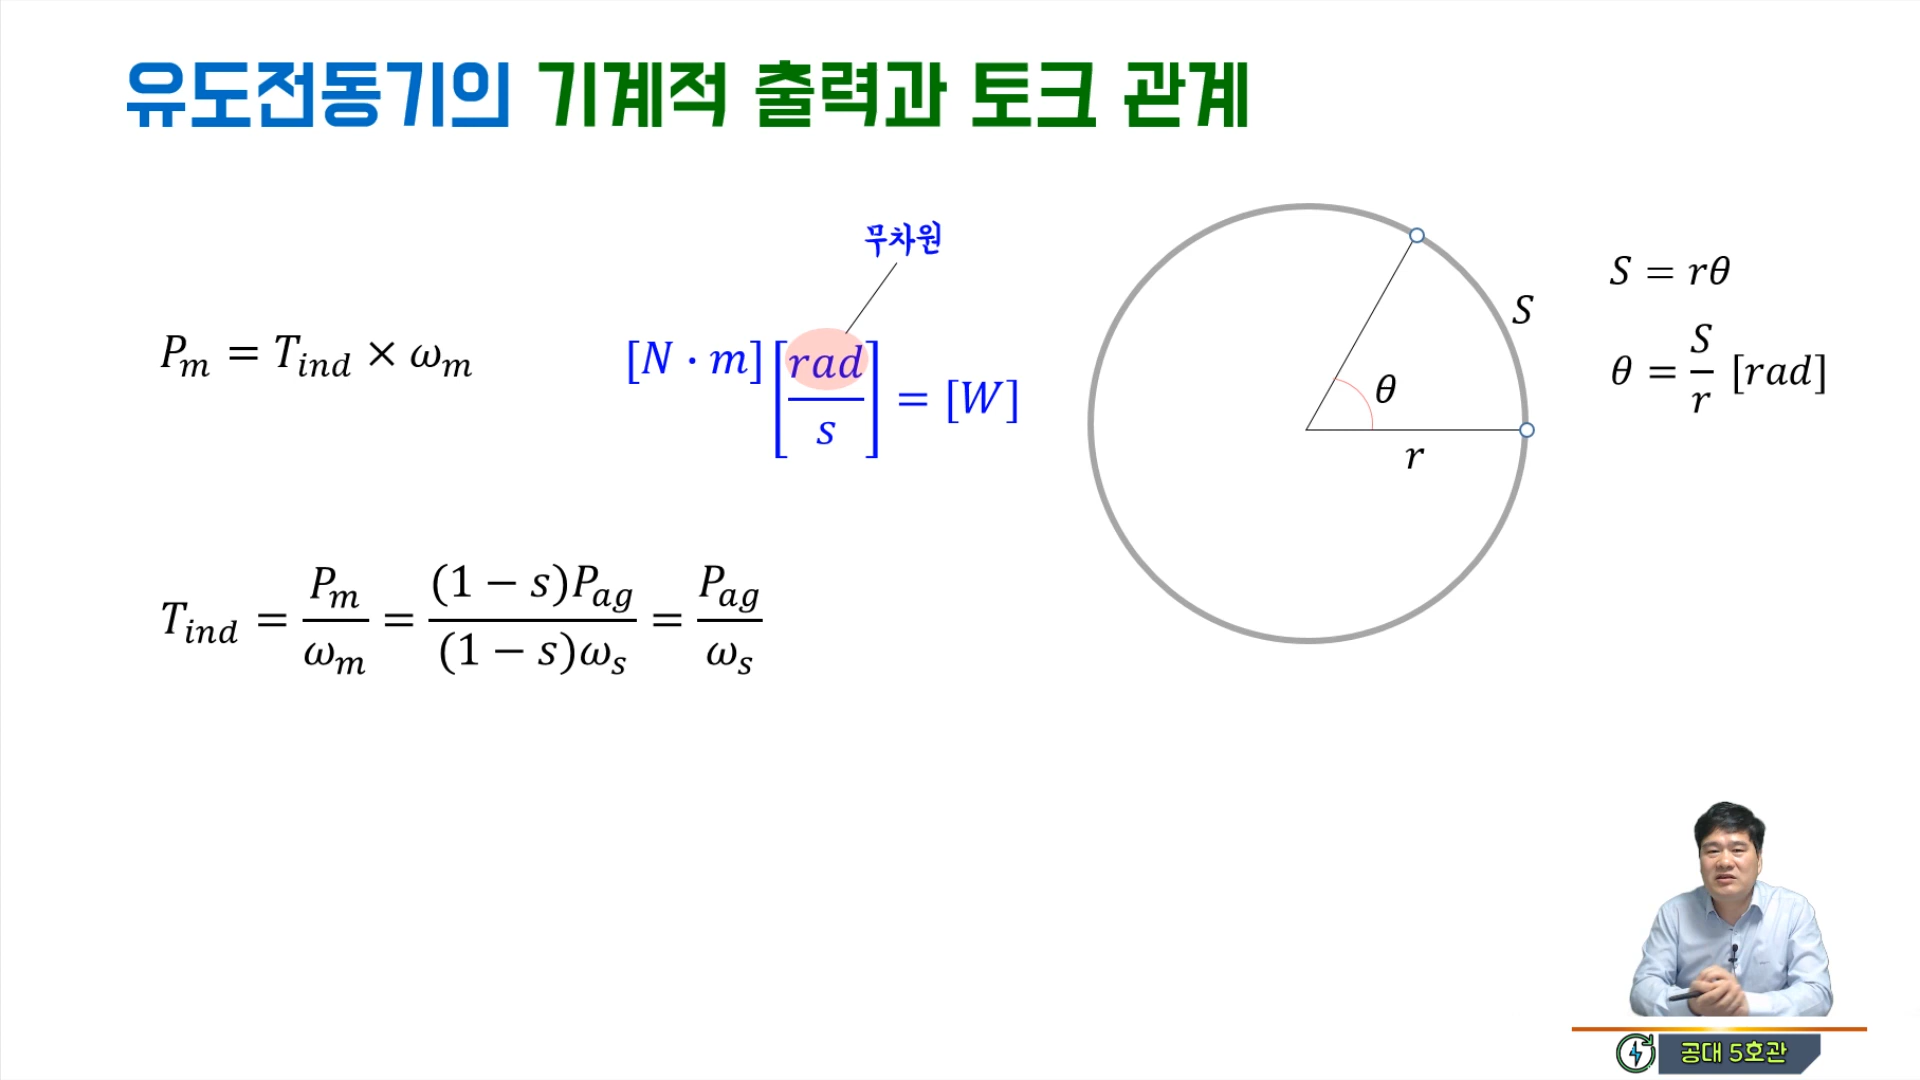 유도전동기의 기계적 출력과 토크 관계
무차원
P_m = T_ind × ω_m
[N · m] [rad/s] = [W]
S
θ
r
S = rθ
θ = S/r [rad]
T_ind = P_m/ω_m = (1 − s)P_ag/(1 − s)ω_s = P_ag/ω_s
공대 5호관